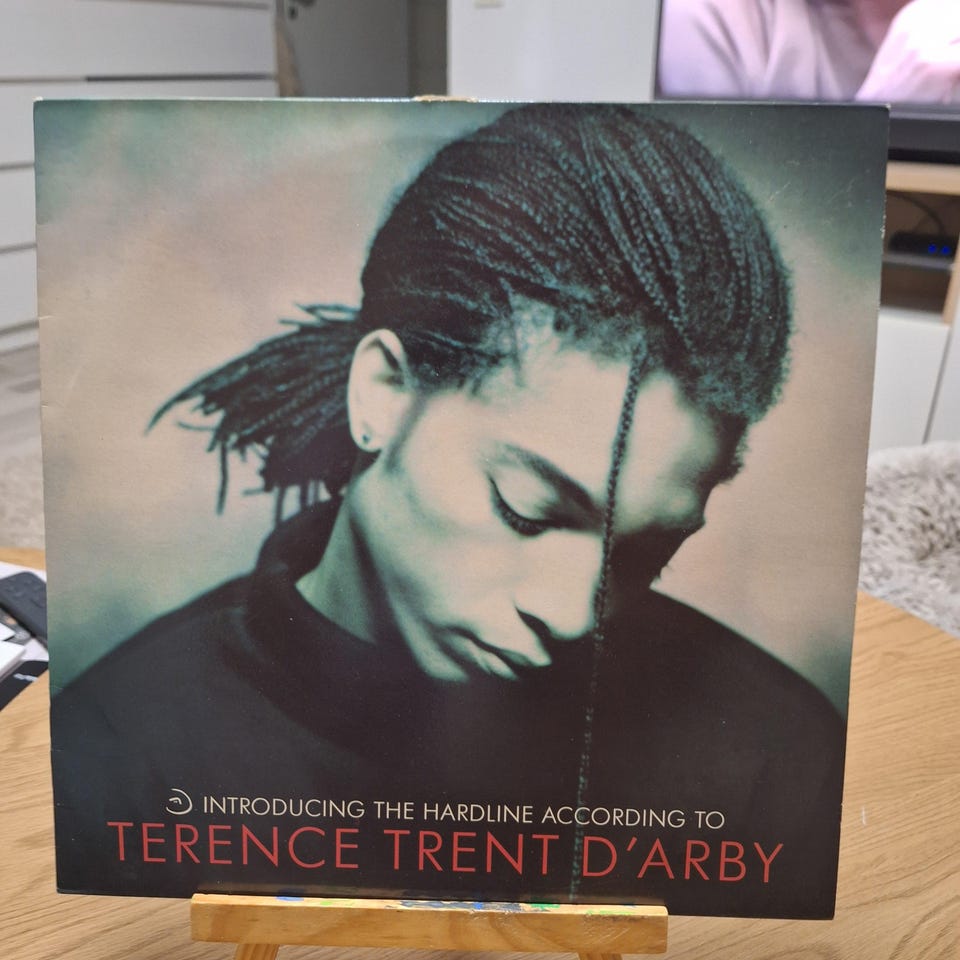 INTRODUCING THE HARDLINE ACCORDING TO
TERENCE TRENT D'ARBY